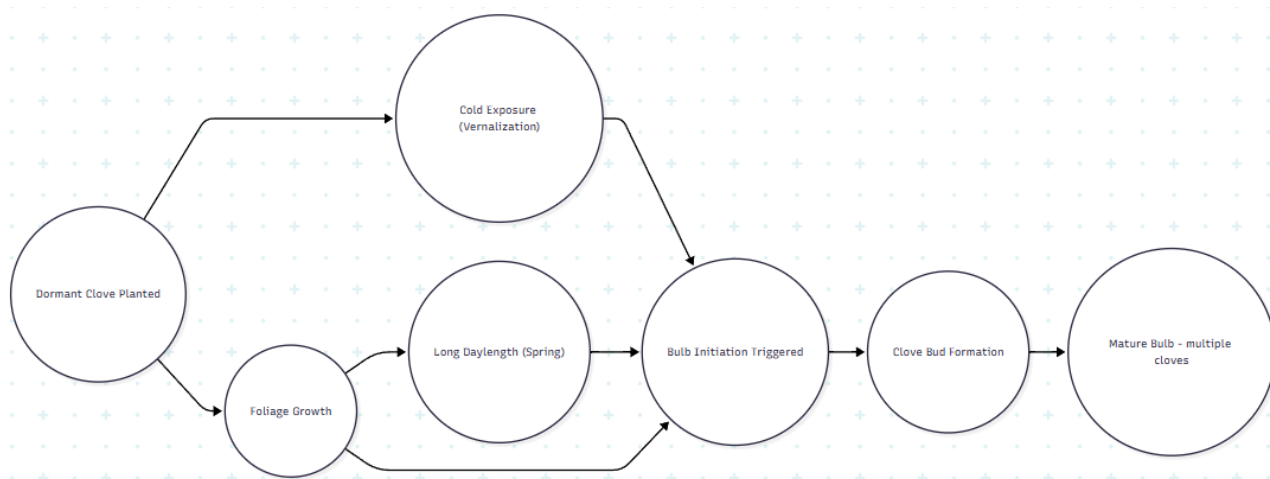 Cold Exposure
(Vernalization)
Dormant Clove Planted
Foliage Growth
Long Daylength (Spring)
Bulb Initiation Triggered
Clove Bud Formation
Mature Bulb - multiple
cloves